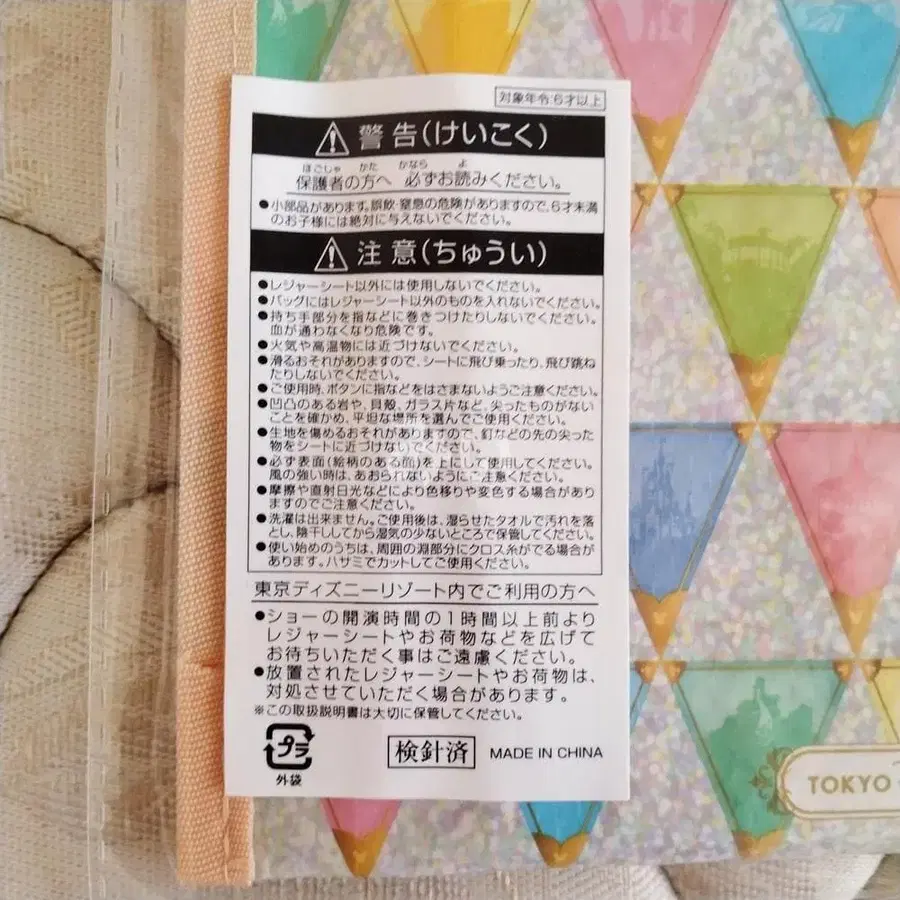 対象年令:6才以上
警告(けいこく)
ほごしゃ かた かなら よ
保護者の方へ 必ずお読みください。
●小部品があります。誤飲・窒息の危険がありますので、6才未満
のお子様には絶対に与えないでください。
注意(ちゅうい)
●レジャーシート以外には使用しないでください。
●バッグにはレジャーシート以外のものを入れないでください。
●持ち手部分を指などに巻きつけたりしないでください。
血が通わなくなり危険です。
●火気や高温物には近づけないでください。
●滑るおそれがありますので、シートに飛び乗ったり、飛び跳ね
たりしないでください。
●ご使用時、ボタンに指などをはさまないようご注意ください。
●凹凸のある岩や、貝殻、ガラス片など、尖ったものがない
ことを確かめ、平坦な場所を選んでご使用ください。
●生地を傷めるおそれがありますので、釘などの先の尖った
物をシートに近づけないでください。
●必ず表面(絵柄のある面)を上にして使用してください。
風の強い時は、あおられないようにご注意ください。
●摩擦や直射日光などにより色移りや変色する場合があり
ますのでご注意ください。
●洗濯は出来ません。ご使用後は、湿らせたタオルで汚れを落
とし、陰干ししてから湿気の少ないところで保管してください。
●使い始めのうちは、周囲の淵部分にクロス糸がでる場合が
あります。ハサミでカットしてご使用ください。
東京ディズニーリゾート内でご利用の方へ
●ショーの開演時間の1時間以上前より
レジャーシートやお荷物などを広げて
お待ちいただく事はご遠慮ください。
●放置されたレジャーシートやお荷物は、
対処させていただく場合があります。
※この取扱説明書は大切に保管してください。
プラ
外袋
検針済
MADE IN CHINA
TOKYO